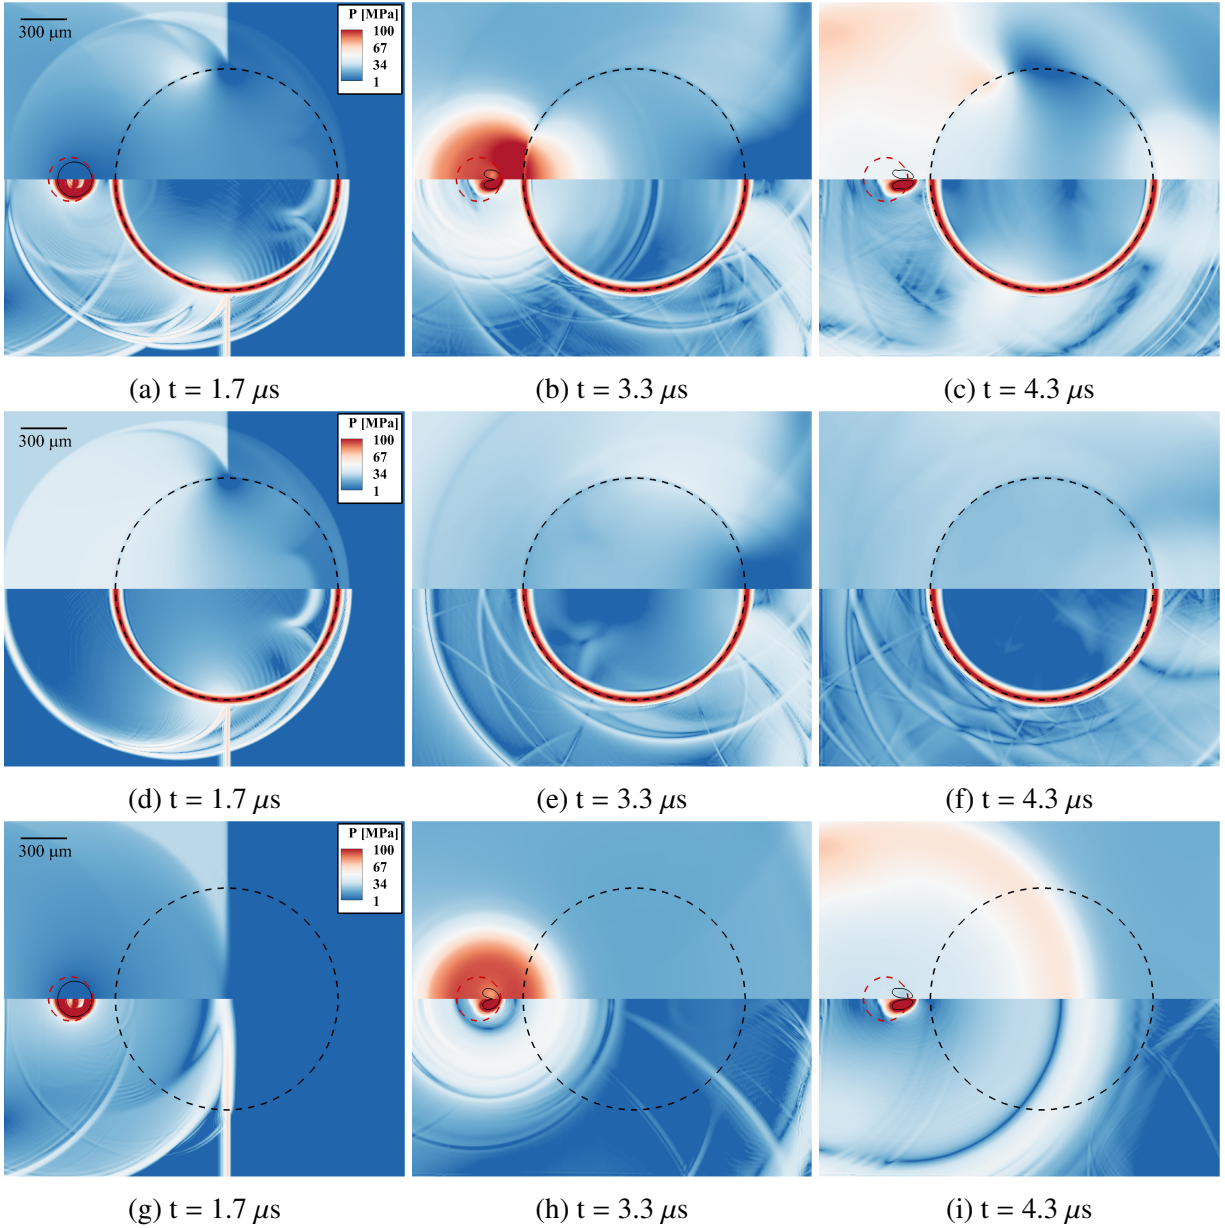 300 μm
P [MPa]
100
67
34
1
(a) t = 1.7 μs
(b) t = 3.3 μs
(c) t = 4.3 μs
300 μm
P [MPa]
100
67
34
1
(d) t = 1.7 μs
(e) t = 3.3 μs
(f) t = 4.3 μs
300 μm
P [MPa]
100
67
34
1
(g) t = 1.7 μs
(h) t = 3.3 μs
(i) t = 4.3 μs